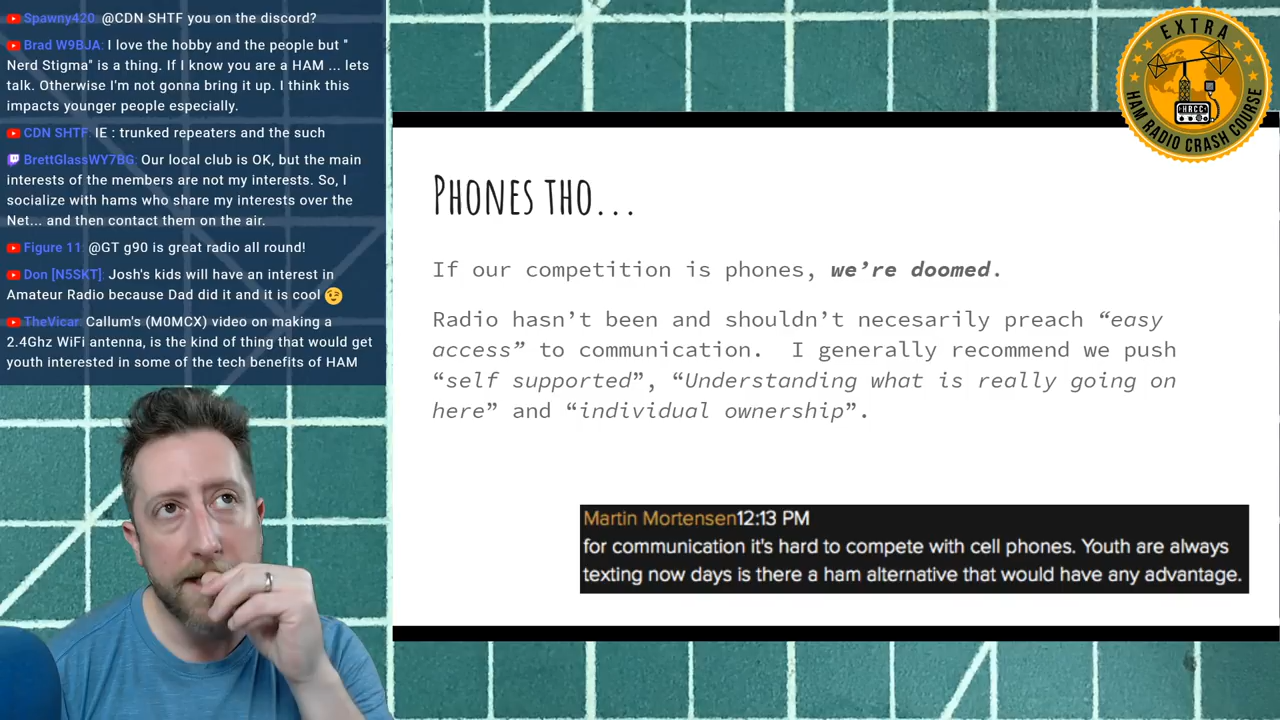 Spawny420: @CDN SHTF you on the discord?
Brad W9BJA: I love the hobby and the people but "
Nerd Stigma" is a thing. If I know you are a HAM ... lets
talk. Otherwise I'm not gonna bring it up. I think this
impacts younger people especially.
CDN SHTF: IE : trunked repeaters and the such
BrettGlassWY7BG: Our local club is OK, but the main
interests of the members are not my interests. So, I
socialize with hams who share my interests over the
Net... and then contact them on the air.
Figure 11: @GT g90 is great radio all round!
Don [N5SKT]: Josh's kids will have an interest in
Amateur Radio because Dad did it and it is cool 😉
TheVicar: Callum's (M0MCX) video on making a
2.4Ghz WiFi antenna, is the kind of thing that would get
youth interested in some of the tech benefits of HAM
EXTRA
HRCC
HAM RADIO CRASH COURSE
PHONES THO...
If our competition is phones, we're doomed.
Radio hasn't been and shouldn't necesarily preach “easy
access” to communication. I generally recommend we push
“self supported”, “Understanding what is really going on
here” and “individual ownership”.
Martin Mortensen12:13 PM
for communication it's hard to compete with cell phones. Youth are always
texting now days is there a ham alternative that would have any advantage.